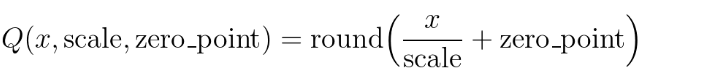 Q(x, scale, zero_point) = round(x/scale + zero_point)